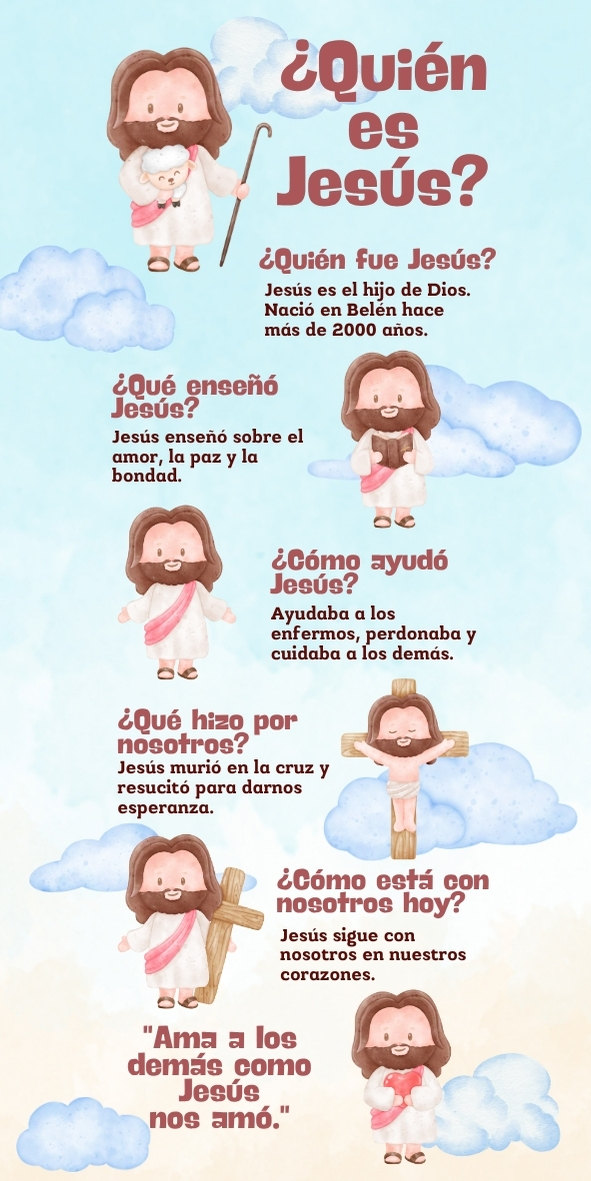 ¿Quién
es
Jesús?
¿Quién fue Jesús?
Jesús es el hijo de Dios.
Nació en Belén hace
más de 2000 años.
¿Qué enseñó
Jesús?
Jesús enseñó sobre el
amor, la paz y la
bondad.
¿Cómo ayudó
Jesús?
Ayudaba a los
enfermos, perdonaba y
cuidaba a los demás.
¿Qué hizo por
nosotros?
Jesús murió en la cruz y
resucitó para darnos
esperanza.
¿Cómo está con
nosotros hoy?
Jesús sigue con
nosotros en nuestros
corazones.
"Ama a los
demás como
Jesús
nos amó."